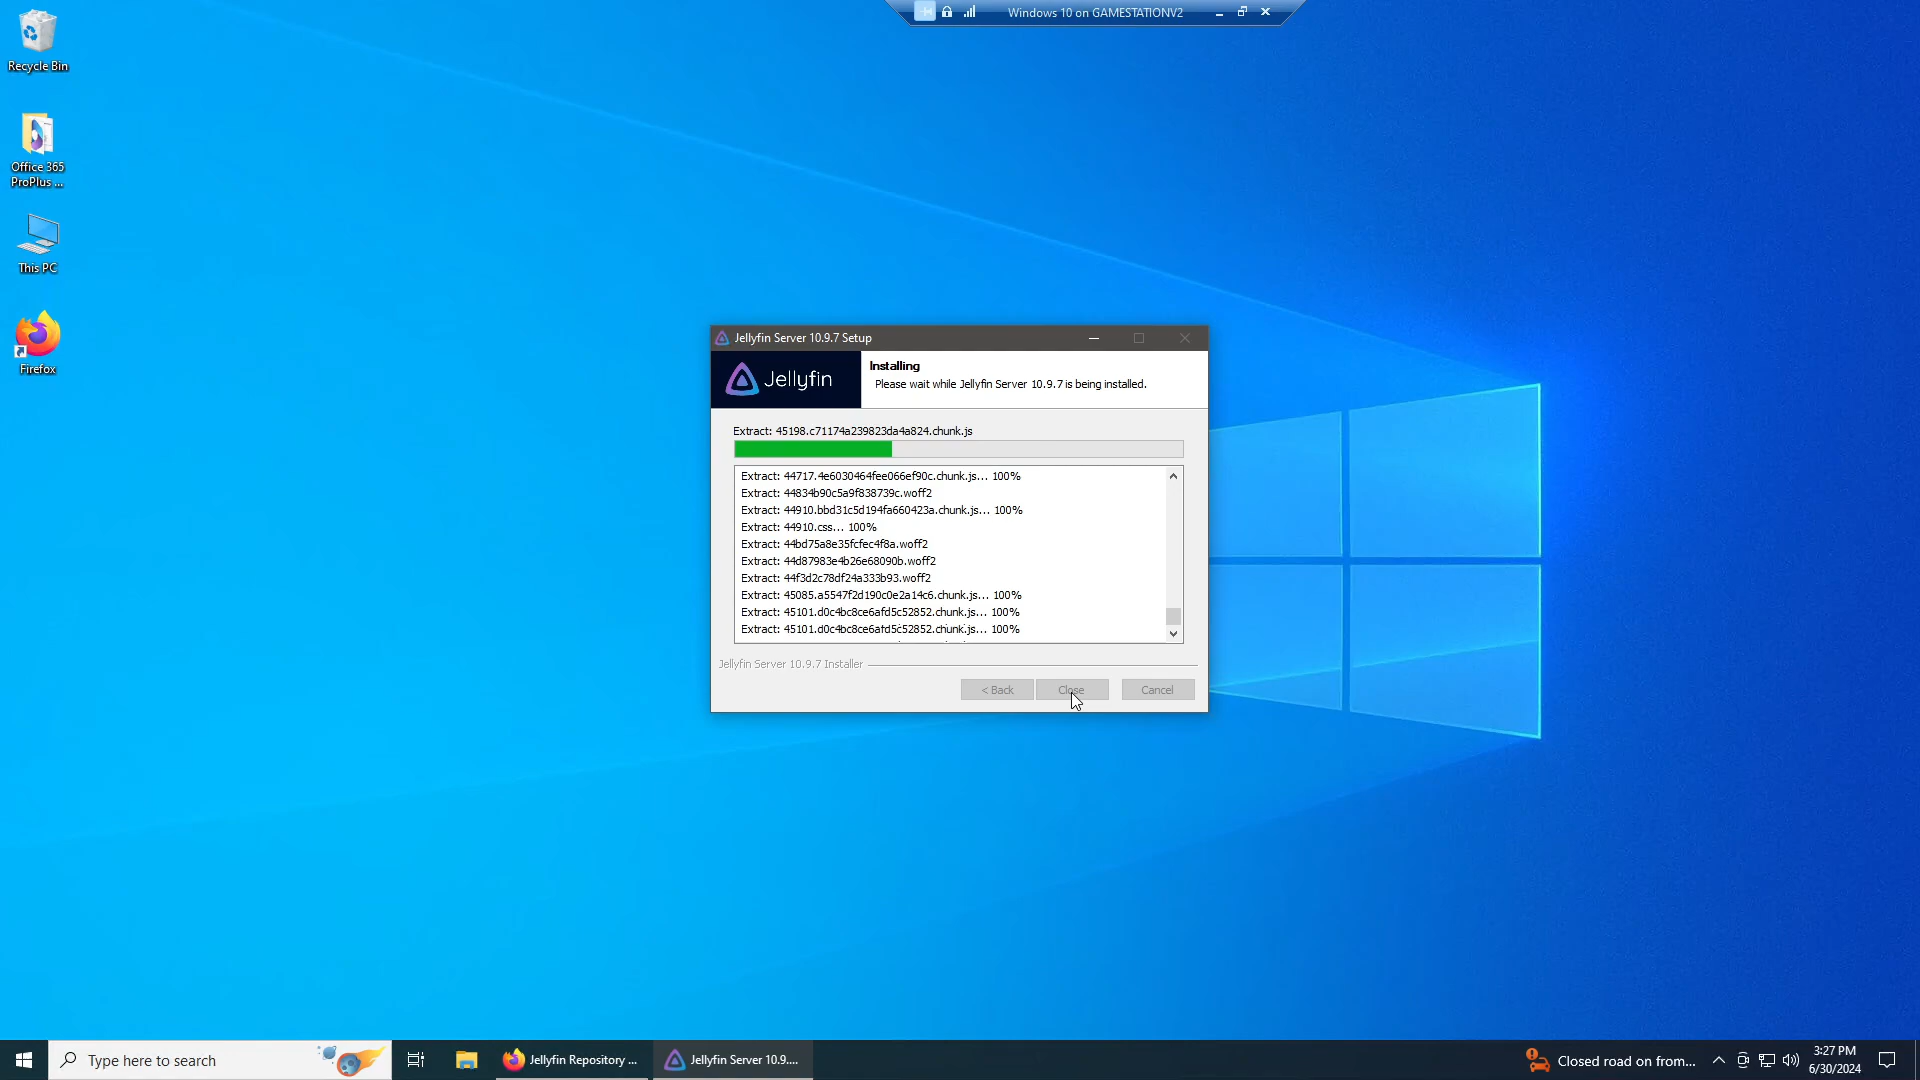 Windows 10 on GAMESTATIONV2
Recycle Bin
Office 365
ProPlus ...
This PC
Firefox
Jellyfin Server 10.9.7 Setup
Jellyfin
Installing
Please wait while Jellyfin Server 10.9.7 is being installed.
Extract: 45198.c71174a239823da4a824.chunk.js
Extract: 44717.4e6030464fee066ef90c.chunk.js... 100%
Extract: 44834b90c5a9f838739c.woff2
Extract: 44910.bbd31c5d194fa660423a.chunk.js... 100%
Extract: 44910.css... 100%
Extract: 44bd75a8e35fcfec4f8a.woff2
Extract: 44d87983e4b26e68090b.woff2
Extract: 44f3d2c78df24a333b93.woff2
Extract: 45085.a5547f2d190c0e2a14c6.chunk.js... 100%
Extract: 45101.d0c4bc8ce6afd5c52852.chunk.js... 100%
Extract: 45101.d0c4bc8ce6afd5c52852.chunk.js... 100%
Jellyfin Server 10.9.7 Installer
< Back
Close
Cancel
Type here to search
Jellyfin Repository ...
Jellyfin Server 10.9....
Closed road on from...
3:27 PM
6/30/2024